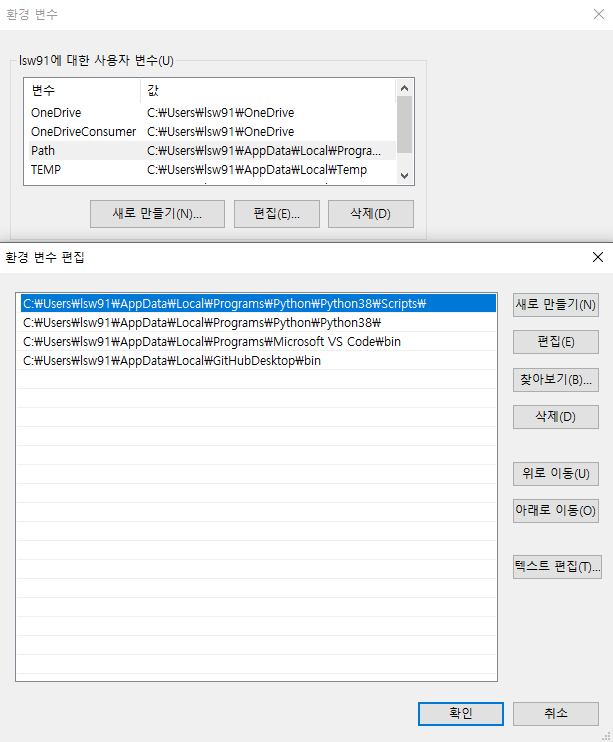 환경 변수
lsw91에 대한 사용자 변수(U)
변수 값
OneDrive C:₩Users₩lsw91₩OneDrive
OneDriveConsumer C:₩Users₩lsw91₩OneDrive
Path C:₩Users₩lsw91₩AppData₩Local₩Progra...
TEMP C:₩Users₩lsw91₩AppData₩Local₩Temp
새로 만들기(N)... 편집(E)... 삭제(D)
환경 변수 편집
C:₩Users₩lsw91₩AppData₩Local₩Programs₩Python₩Python38₩Scripts₩
C:₩Users₩lsw91₩AppData₩Local₩Programs₩Python₩Python38₩
C:₩Users₩lsw91₩AppData₩Local₩Programs₩Microsoft VS Code₩bin
C:₩Users₩lsw91₩AppData₩Local₩GitHubDesktop₩bin
새로 만들기(N)
편집(E)
찾아보기(B)...
삭제(D)
위로 이동(U)
아래로 이동(O)
텍스트 편집(T)...
확인 취소